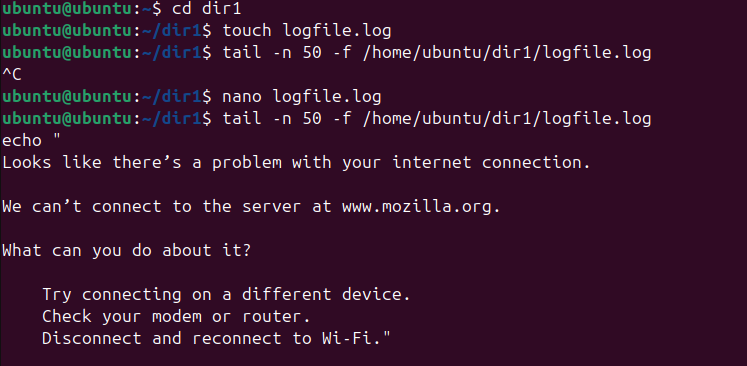 ubuntu@ubuntu:~$ cd dir1
ubuntu@ubuntu:~/dir1$ touch logfile.log
ubuntu@ubuntu:~/dir1$ tail -n 50 -f /home/ubuntu/dir1/logfile.log
^C
ubuntu@ubuntu:~/dir1$ nano logfile.log
ubuntu@ubuntu:~/dir1$ tail -n 50 -f /home/ubuntu/dir1/logfile.log
echo "
Looks like there’s a problem with your internet connection.

We can’t connect to the server at www.mozilla.org.

What can you do about it?

    Try connecting on a different device.
    Check your modem or router.
    Disconnect and reconnect to Wi-Fi."